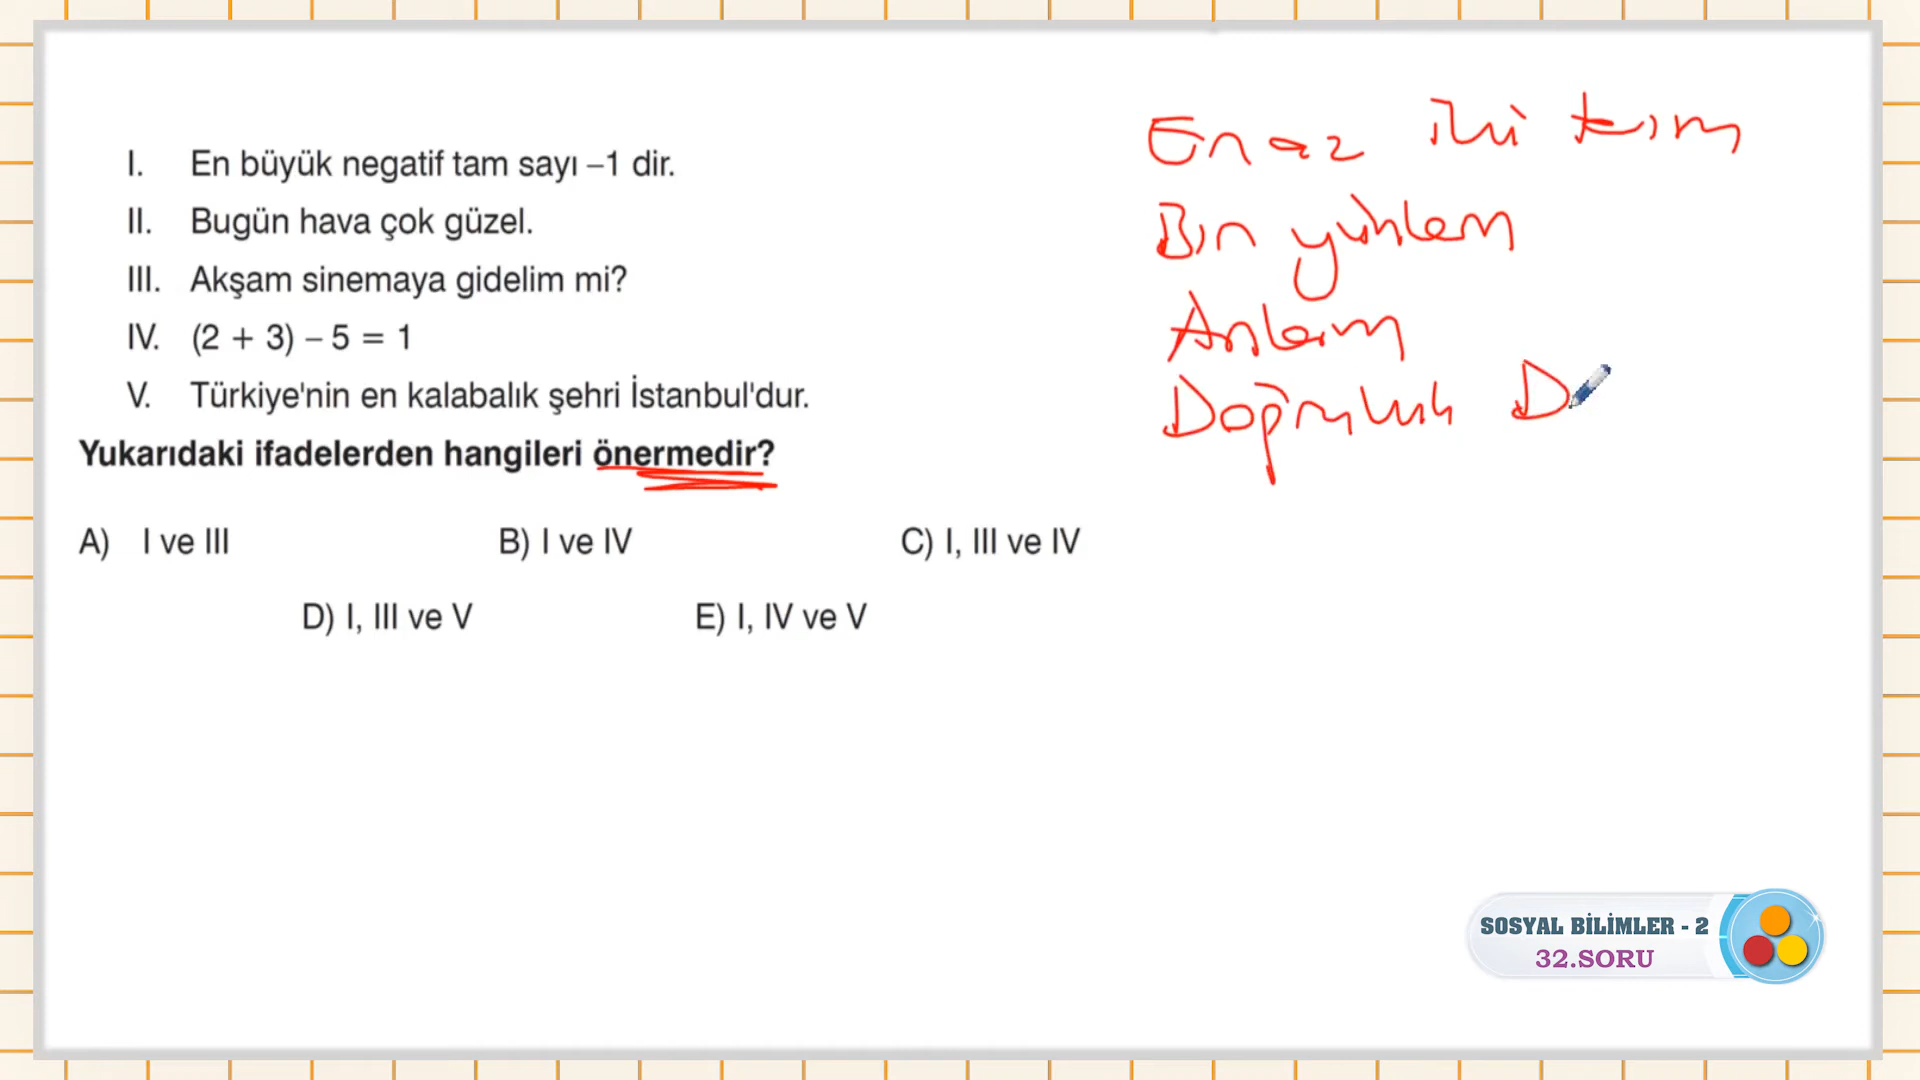 I. En büyük negatif tam sayı –1 dir.
II. Bugün hava çok güzel.
III. Akşam sinemaya gidelim mi?
IV. (2 + 3) – 5 = 1
V. Türkiye'nin en kalabalık şehri İstanbul'dur.
Yukarıdaki ifadelerden hangileri önermedir?
A) I ve III B) I ve IV C) I, III ve IV
D) I, III ve V E) I, IV ve V
En az iki terim
Bir yüklem
Anlam
Doğruluk D
SOSYAL BİLİMLER - 2
32.SORU